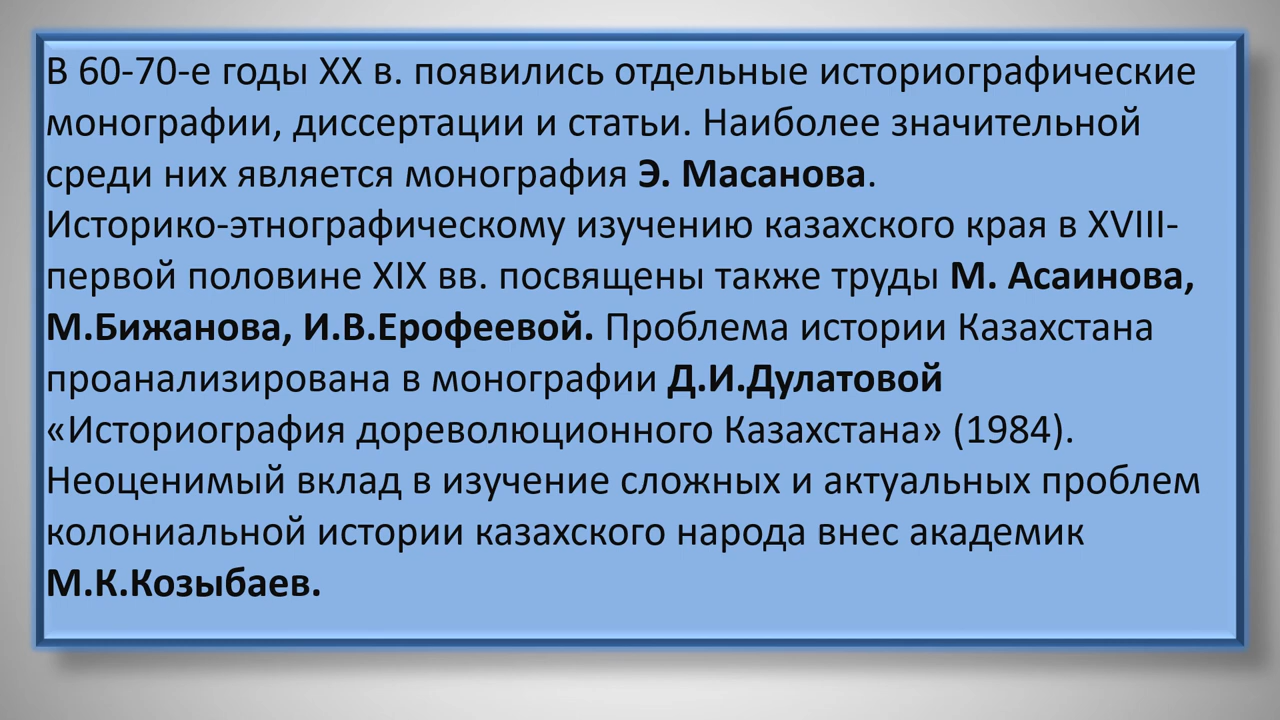 В 60-70-е годы XX в. появились отдельные историографические
монографии, диссертации и статьи. Наиболее значительной
среди них является монография Э. Масанова.
Историко-этнографическому изучению казахского края в XVIII-
первой половине XIX вв. посвящены также труды М. Асаинова,
М.Бижанова, И.В.Ерофеевой. Проблема истории Казахстана
проанализирована в монографии Д.И.Дулатовой
«Историография дореволюционного Казахстана» (1984).
Неоценимый вклад в изучение сложных и актуальных проблем
колониальной истории казахского народа внес академик
М.К.Козыбаев.